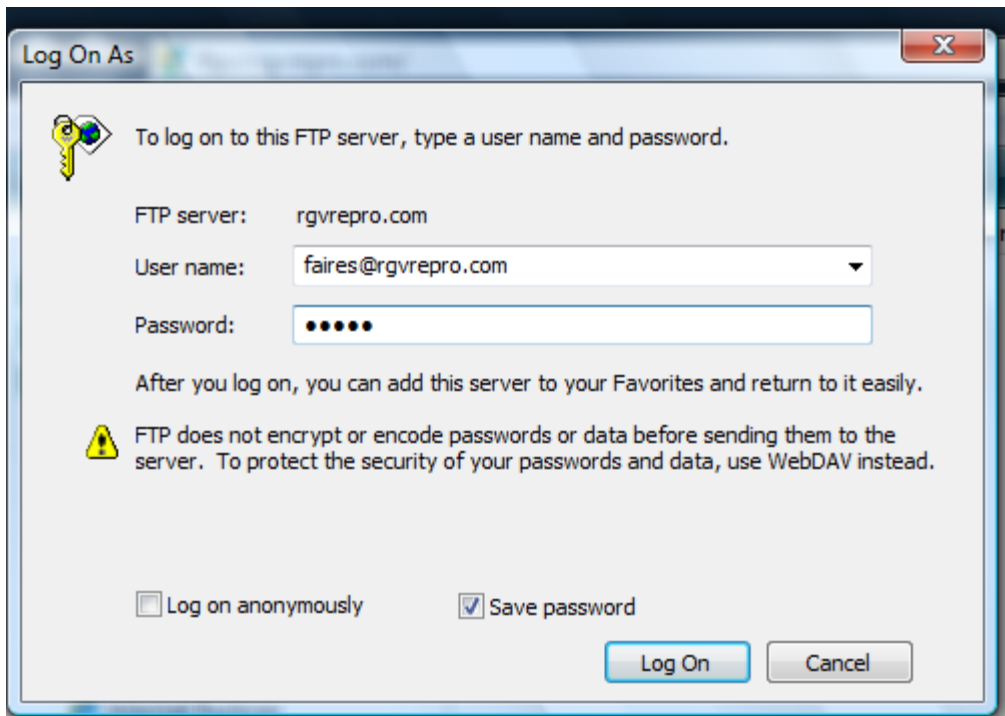 Log On As
To log on to this FTP server, type a user name and password.
FTP server: rgvrepro.com
User name: faires@rgvrepro.com
Password: •••••
After you log on, you can add this server to your Favorites and return to it easily.
FTP does not encrypt or encode passwords or data before sending them to the
server. To protect the security of your passwords and data, use WebDAV instead.
Log on anonymously Save password
Log On Cancel